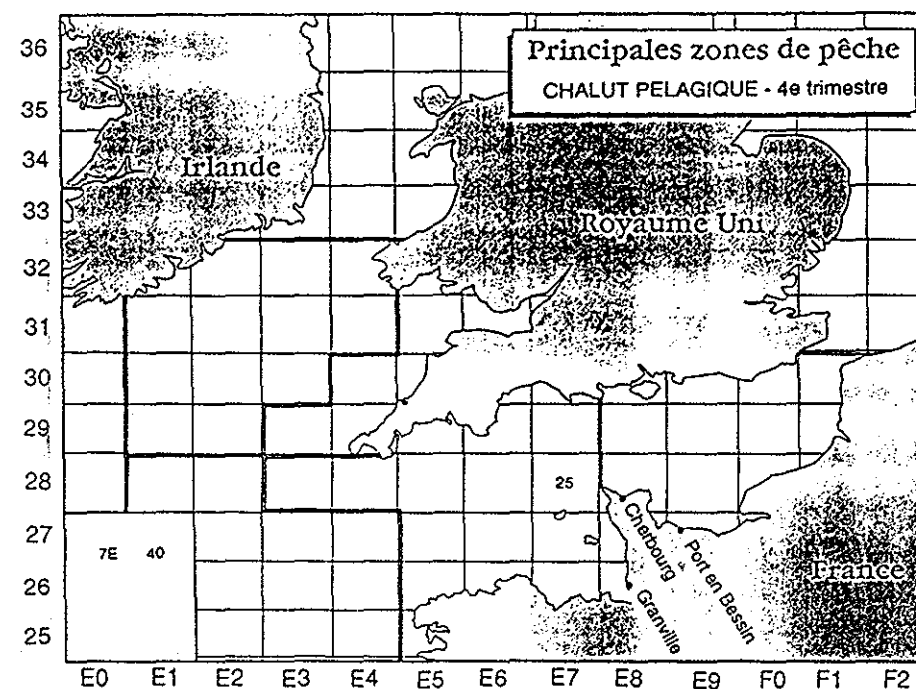 Principales zones de pêche
CHALUT PELAGIQUE - 4e trimestre
36
35
34
33
32
31
30
29
28
27
26
25
Irlande
Royaume Uni
25
7E 40
Cherbourg
à
Port en Bessin
Granville
France
E0 E1 E2 E3 E4 E5 E6 E7 E8 E9 F0 F1 F2